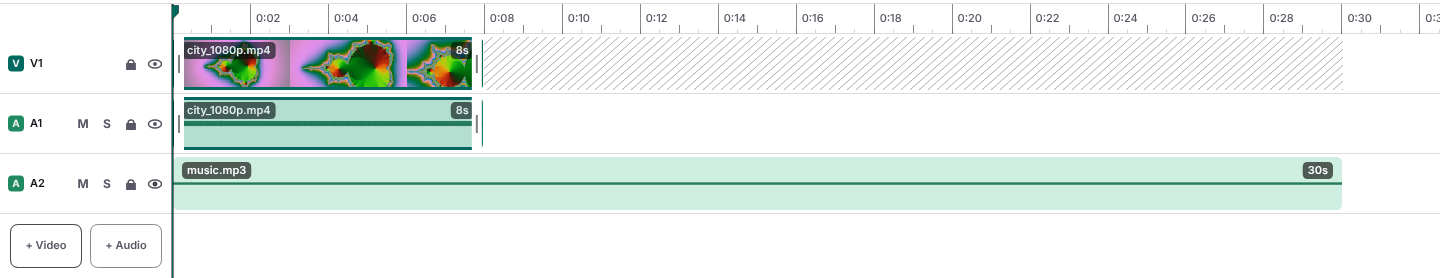 0:02 0:04 0:06 0:08 0:10 0:12 0:14 0:16 0:18 0:20 0:22 0:24 0:26 0:28 0:30
V V1 city_1080p.mp4 8s
A A1 M S city_1080p.mp4 8s
A A2 M S music.mp3 30s
+ Video + Audio